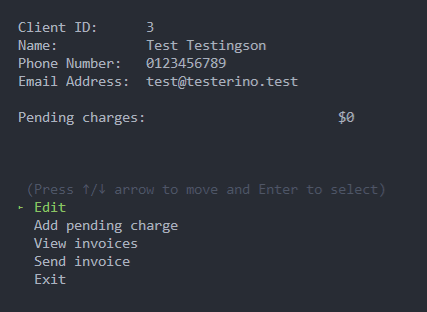 Client ID: 3
Name: Test Testingson
Phone Number: 0123456789
Email Address: test@testerino.test
Pending charges: $0
(Press ↑/↓ arrow to move and Enter to select)
▸ Edit
Add pending charge
View invoices
Send invoice
Exit